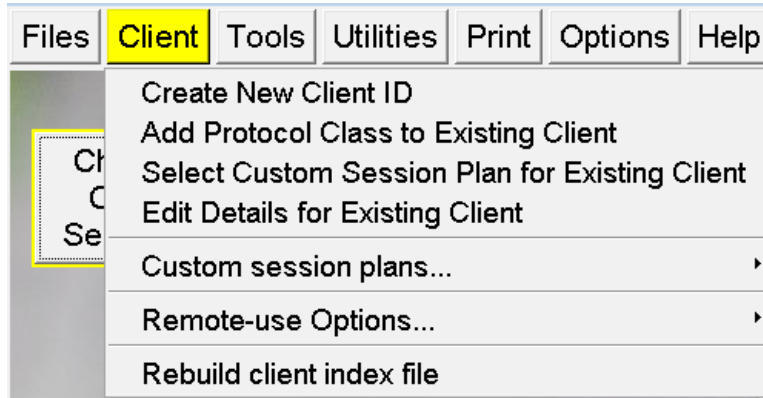 Files Client Tools Utilities Print Options Help
Create New Client ID
Add Protocol Class to Existing Client
Select Custom Session Plan for Existing Client
Edit Details for Existing Client
Custom session plans...
Remote-use Options...
Rebuild client index file